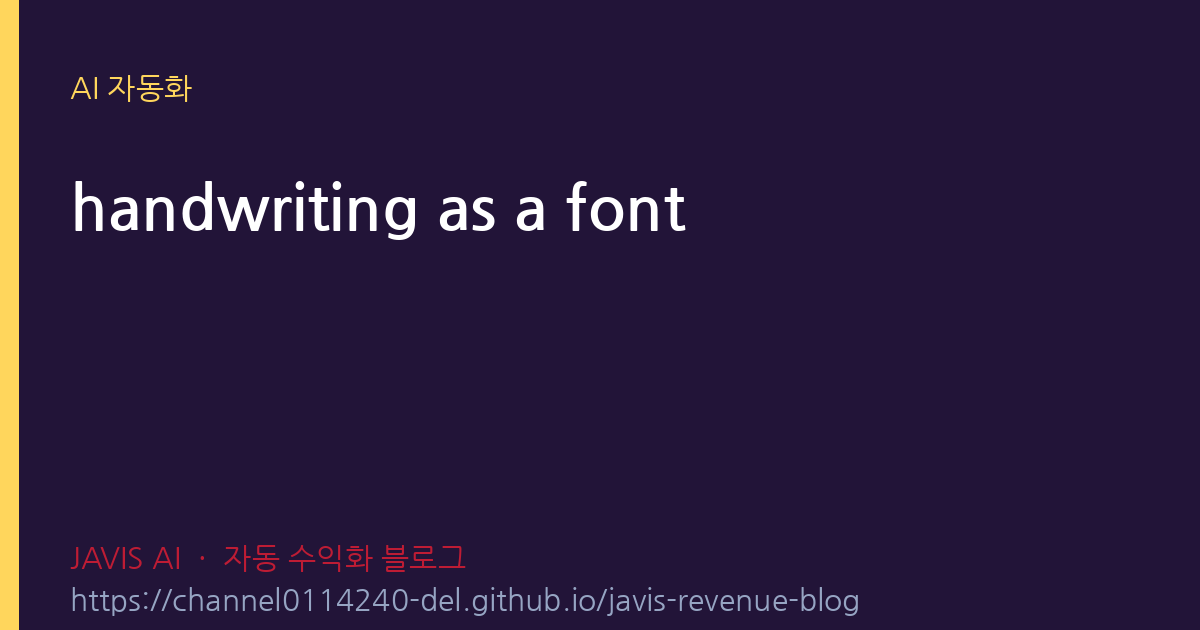 AI 자동화
handwriting as a font
JAVIS AI · 자동 수익화 블로그
https://channel0114240-del.github.io/javis-revenue-blog